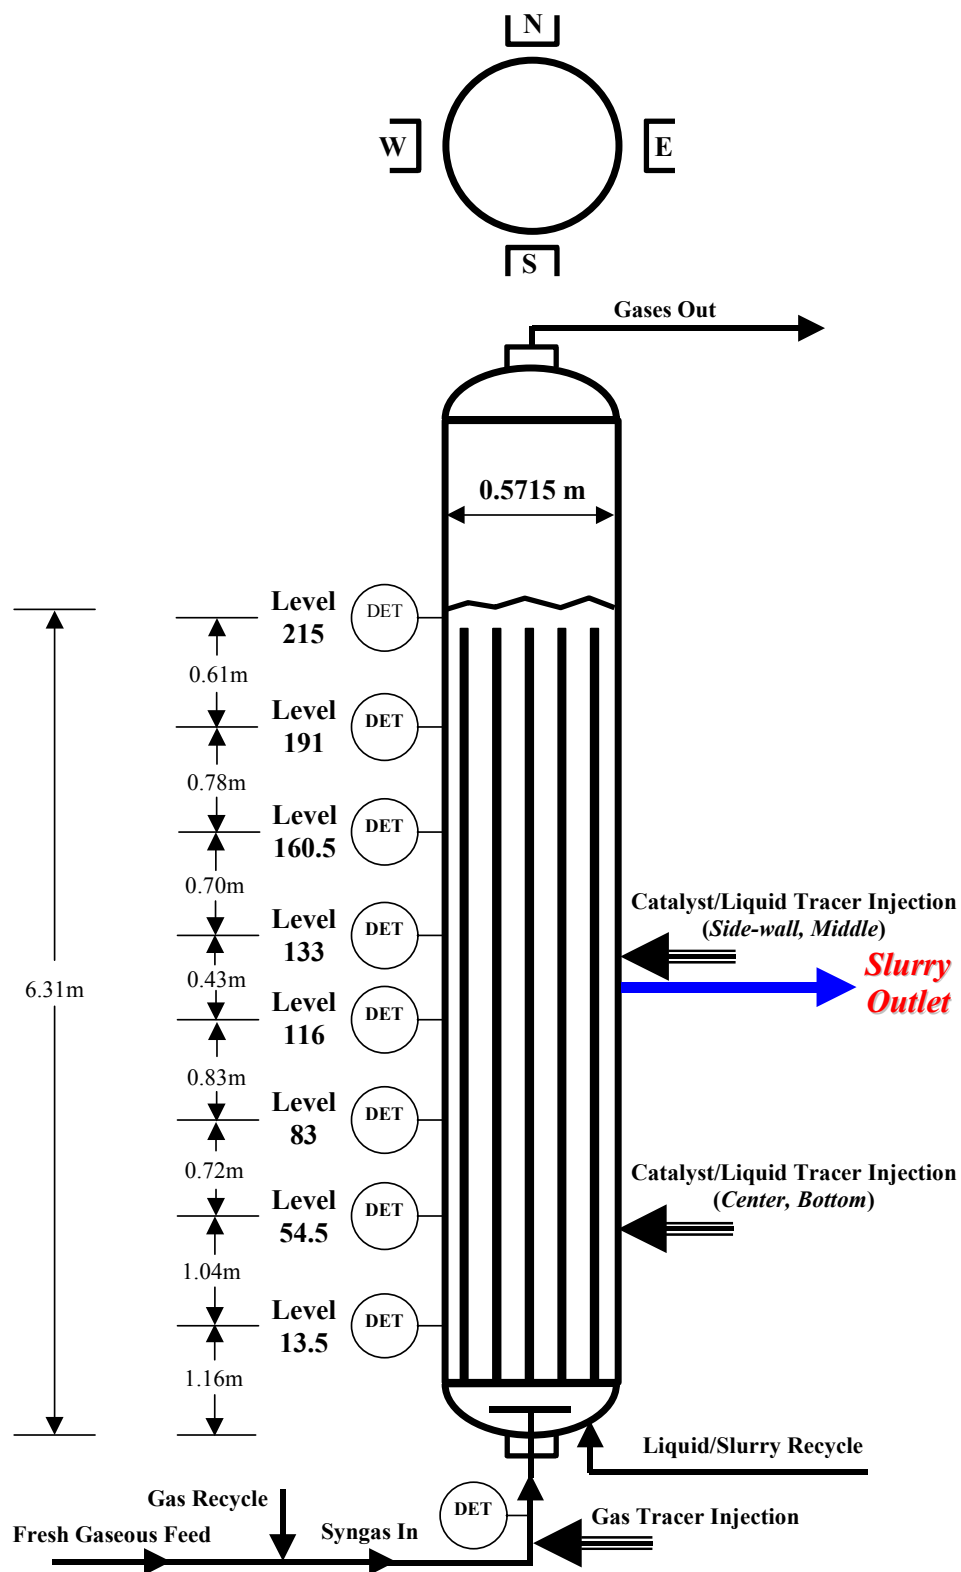 N
W
E
S
Gases Out
0.5715 m
Level
215
DET
0.61m
Level
191
DET
0.78m
Level
160.5
DET
0.70m
Level
133
DET
Catalyst/Liquid Tracer Injection
(Side-wall, Middle)
Slurry
Outlet
6.31m
0.43m
Level
116
DET
0.83m
Level
83
DET
0.72m
Level
54.5
DET
Catalyst/Liquid Tracer Injection
(Center, Bottom)
1.04m
Level
13.5
DET
1.16m
Liquid/Slurry Recycle
Gas Recycle
DET
Gas Tracer Injection
Fresh Gaseous Feed
Syngas In